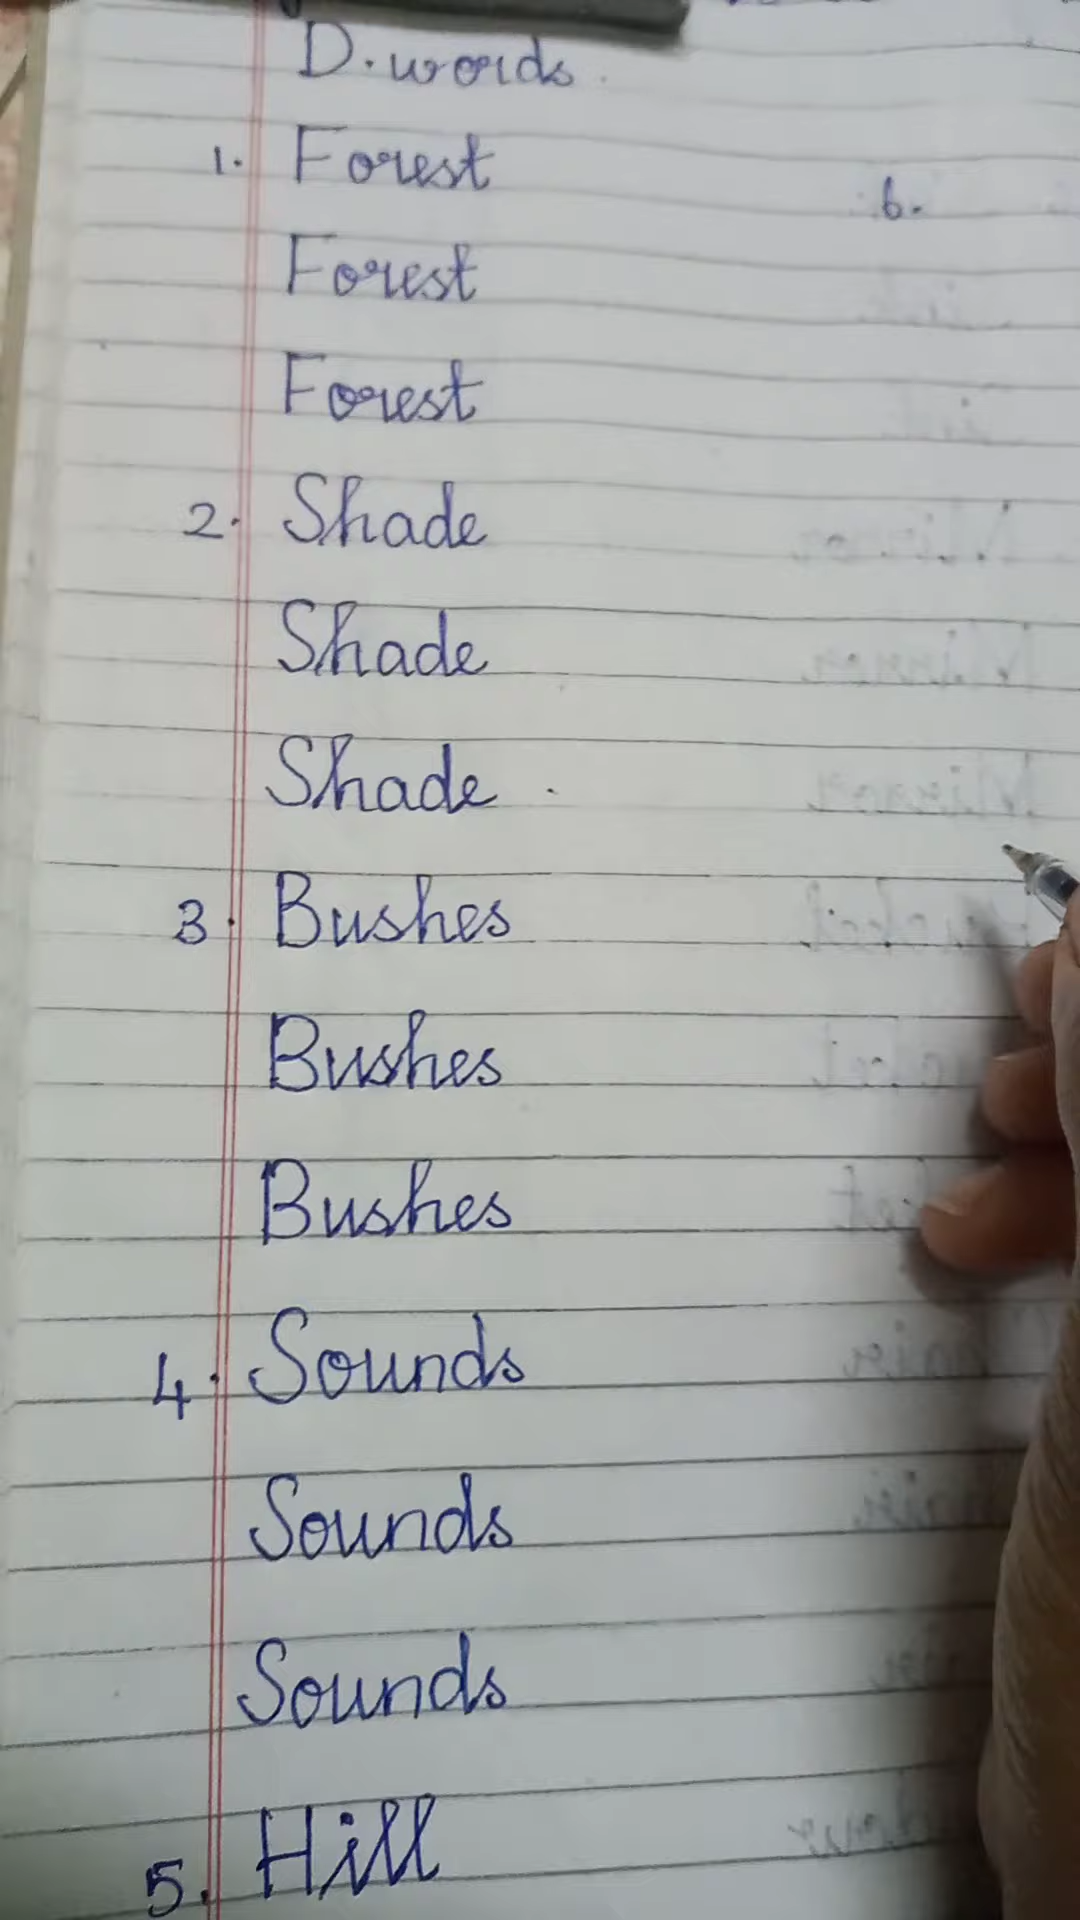 D. words.
1. Forest
Forest
Forest
2. Shade
Shade
Shade
3. Bushes
Bushes
Bushes
4. Sounds
Sounds
Sounds
5. Hill
6.